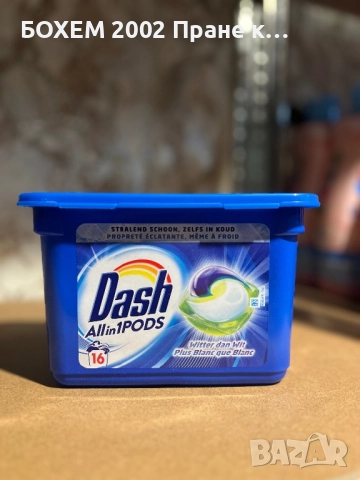 БОХЕМ 2002 Пране к...
STRALEND SCHOON, ZELFS IN KOUD
PROPRETÉ ÉCLATANTE, MÊME À FROID
Dash
All in 1 PODS
16
Witter dan Wit
Plus Blanc que Blanc
BAZAR